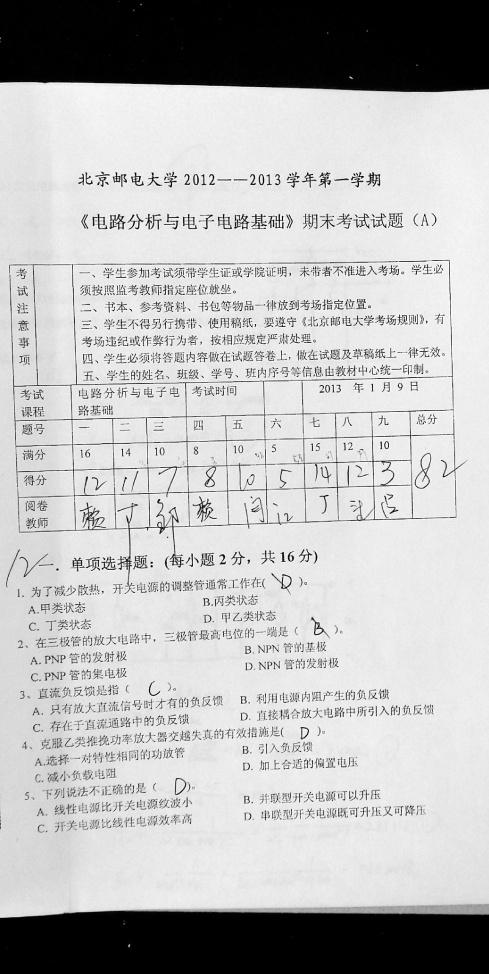 北京邮电大学 2012——2013 学年第一学期
《电路分析与电子电路基础》期末考试试题（A）
考试注意事项
一、学生参加考试须带学生证或学院证明，未带者不准进入考场。学生必
须按照监考教师指定座位就坐。
二、书本、参考资料、书包等物品一律放到考场指定位置。
三、学生不得另行携带、使用稿纸，要遵守《北京邮电大学考场规则》，有
考场违纪或作弊行为者，按相应规定严肃处理。
四、学生必须将答题内容做在试题答卷上，做在试题及草稿纸上一律无效。
五、学生的姓名、班级、学号、班内序号等信息由教材中心统一印制。
考试课程 电路分析与电子电路基础 考试时间 2013 年 1 月 9 日
题号 一 二 三 四 五 六 七 八 九 总分
满分 16 14 10 8 10 5 15 12 10
得分 12 11 7 8 10 5 14 12 3 82
阅卷教师 赖 丁 邹 赖 闫 江 丁 吕
12 一. 单项选择题：(每小题 2 分，共 16 分)
1. 为了减少散热，开关电源的调整管通常工作在( D )。
A.甲类状态 B.丙类状态
C. 丁类状态 D. 甲乙类状态
2、在三极管的放大电路中，三极管最高电位的一端是（ ）。
A. PNP 管的发射极 B. NPN 管的基极
C. PNP 管的集电极 D. NPN 管的发射极
3、直流负反馈是指（ C ）。
A. 只有放大直流信号时才有的负反馈 B. 利用电源内阻产生的负反馈
C. 存在于直流通路中的负反馈 D. 直接耦合放大电路中所引入的负反馈
4、克服乙类推挽功率放大器交越失真的有效措施是( D )。
A.选择一对特性相同的功放管 B. 引入负反馈
C. 减小负载电阻 D. 加上合适的偏置电压
5、下列说法不正确的是（ D ）。
A. 线性电源比开关电源纹波小 B. 并联型开关电源可以升压
C. 开关电源比线性电源效率高 D. 串联型开关电源既可升压又可降压